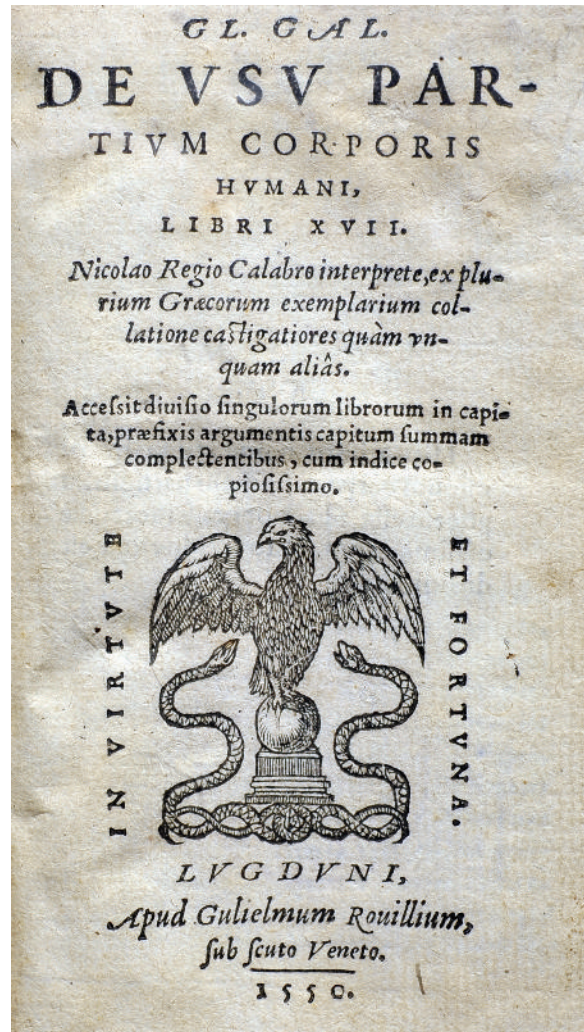 GL. GAL.
DE VSV PAR-
TIVM CORPORIS
HVMANI,
LIBRI XVII.
Nicolao Regio Calabro interprete, ex plu-
rium Græcorum exemplarium col-
latione castigatiores quàm vn-
quam aliâs.
Accessit diuisio singulorum librorum in capi-
ta, præfixis argumentis capitum summam
complectentibus, cum indice co-
piosissimo.
IN VIRTVTE
ET FORTVNA.
LVGDVNI,
Apud Gulielmum Rouillium,
sub scuto Veneto.
1550.